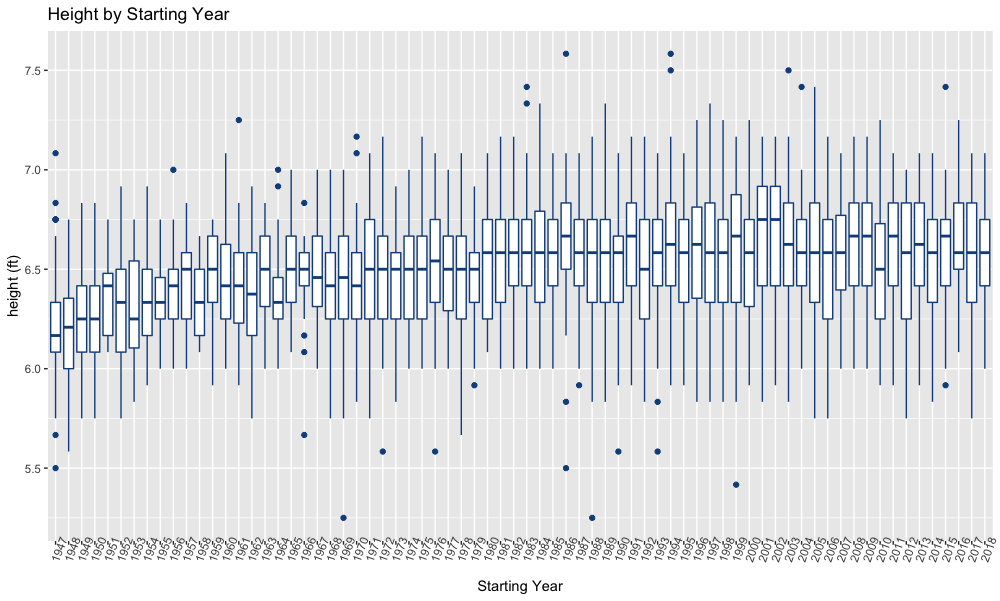 Height by Starting Year
height (ft)
7.5
7.0
6.5
6.0
5.5
1947 1948 1949 1950 1951 1952 1953 1954 1955 1956 1957 1958 1959 1960 1961 1962 1963 1964 1965 1966 1967 1968 1969 1970 1971 1972 1973 1974 1975 1976 1977 1978 1979 1980 1981 1982 1983 1984 1985 1986 1987 1988 1989 1990 1991 1992 1993 1994 1995 1996 1997 1998 1999 2000 2001 2002 2003 2004 2005 2006 2007 2008 2009 2010 2011 2012 2013 2014 2015 2016 2017 2018
Starting Year